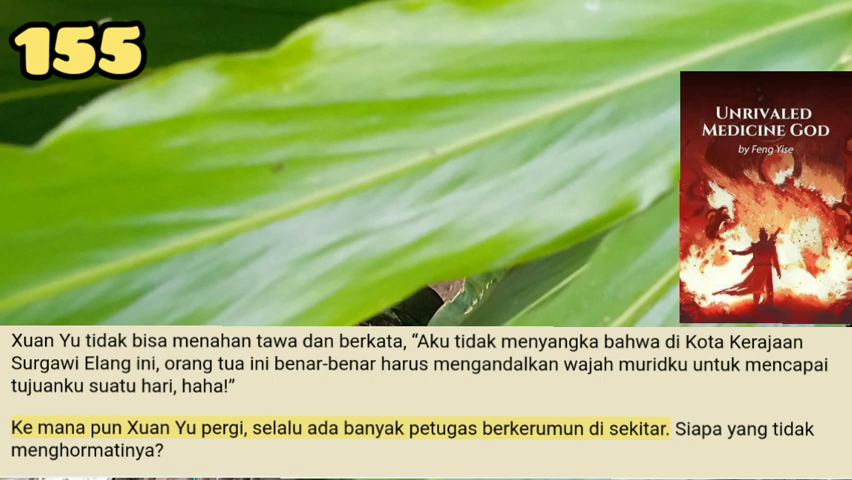 155
UNRIVALED
MEDICINE GOD
by Feng Yise
Xuan Yu tidak bisa menahan tawa dan berkata, “Aku tidak menyangka bahwa di Kota Kerajaan
Surgawi Elang ini, orang tua ini benar-benar harus mengandalkan wajah muridku untuk mencapai
tujuanku suatu hari, haha!”
Ke mana pun Xuan Yu pergi, selalu ada banyak petugas berkerumun di sekitar. Siapa yang tidak
menghormatinya?